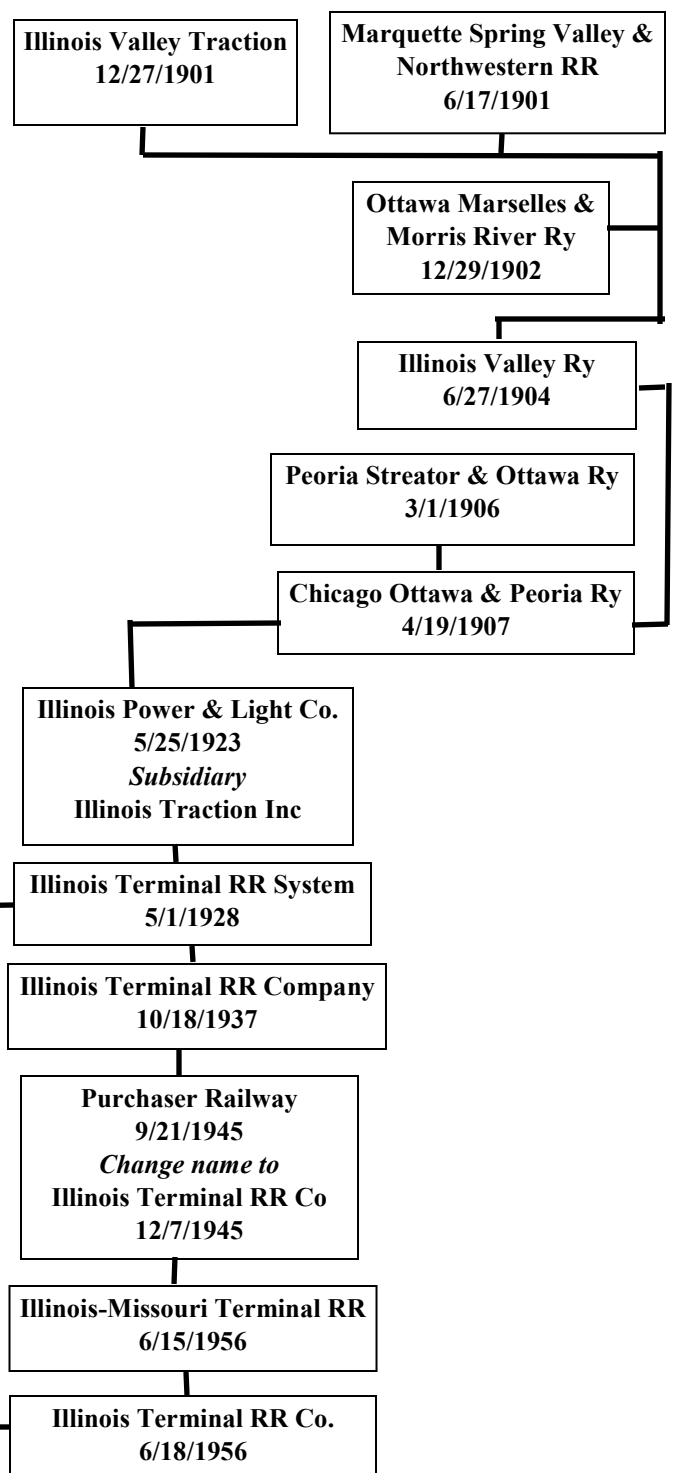 Illinois Valley Traction
12/27/1901
Marquette Spring Valley &
Northwestern RR
6/17/1901
Ottawa Marselles &
Morris River Ry
12/29/1902
Illinois Valley Ry
6/27/1904
Peoria Streator & Ottawa Ry
3/1/1906
Chicago Ottawa & Peoria Ry
4/19/1907
Illinois Power & Light Co.
5/25/1923
Subsidiary
Illinois Traction Inc
Illinois Terminal RR System
5/1/1928
Illinois Terminal RR Company
10/18/1937
Purchaser Railway
9/21/1945
Change name to
Illinois Terminal RR Co
12/7/1945
Illinois-Missouri Terminal RR
6/15/1956
Illinois Terminal RR Co.
6/18/1956